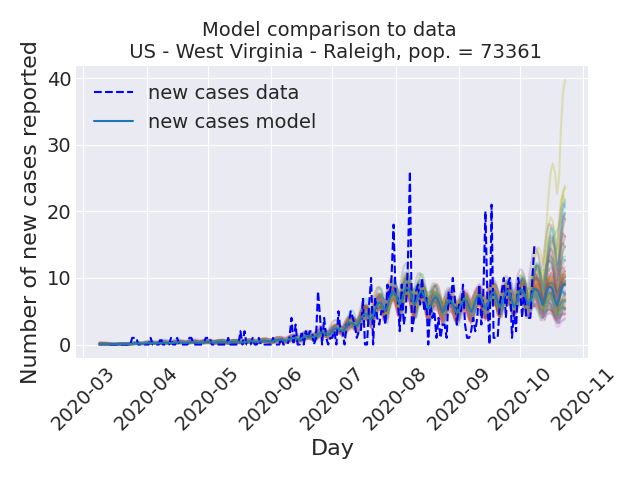 Model comparison to data
US - West Virginia - Raleigh, pop. = 73361
Number of new cases reported
40
30
20
10
0
new cases data
new cases model
2020-03
2020-04
2020-05
2020-06
2020-07
2020-08
2020-09
2020-10
2020-11
Day